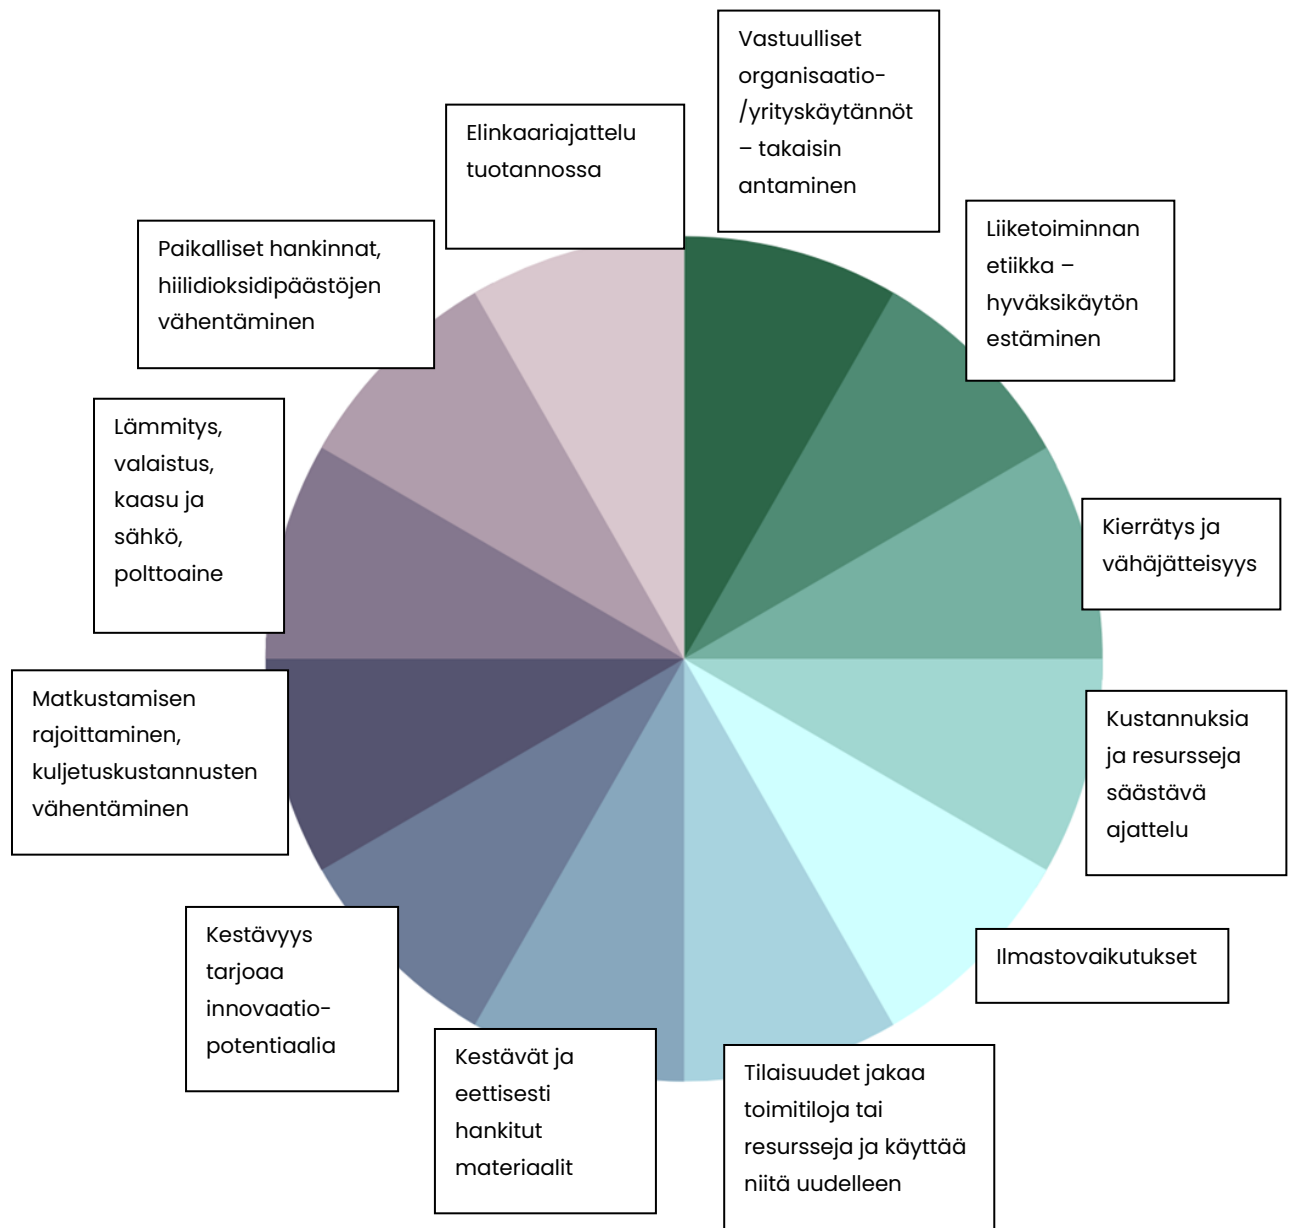 Vastuulliset
organisaatio-
/yrityskäytännöt
– takaisin
antaminen
Elinkaariajattelu
tuotannossa
Liiketoiminnan
etiikka –
hyväksikäytön
estäminen
Paikalliset hankinnat,
hiilidioksidipäästöjen
vähentäminen
Lämmitys,
valaistus,
kaasu ja
sähkö,
polttoaine
Kierrätys ja
vähäjätteisyys
Matkustamisen
rajoittaminen,
kuljetuskustannusten
vähentäminen
Kustannuksia
ja resursseja
säästävä
ajattelu
Kestävyys
tarjoaa
innovaatio-
potentiaalia
Ilmastovaikutukset
Kestävät ja
eettisesti
hankitut
materiaalit
Tilaisuudet jakaa
toimitiloja tai
resursseja ja käyttää
niitä uudelleen